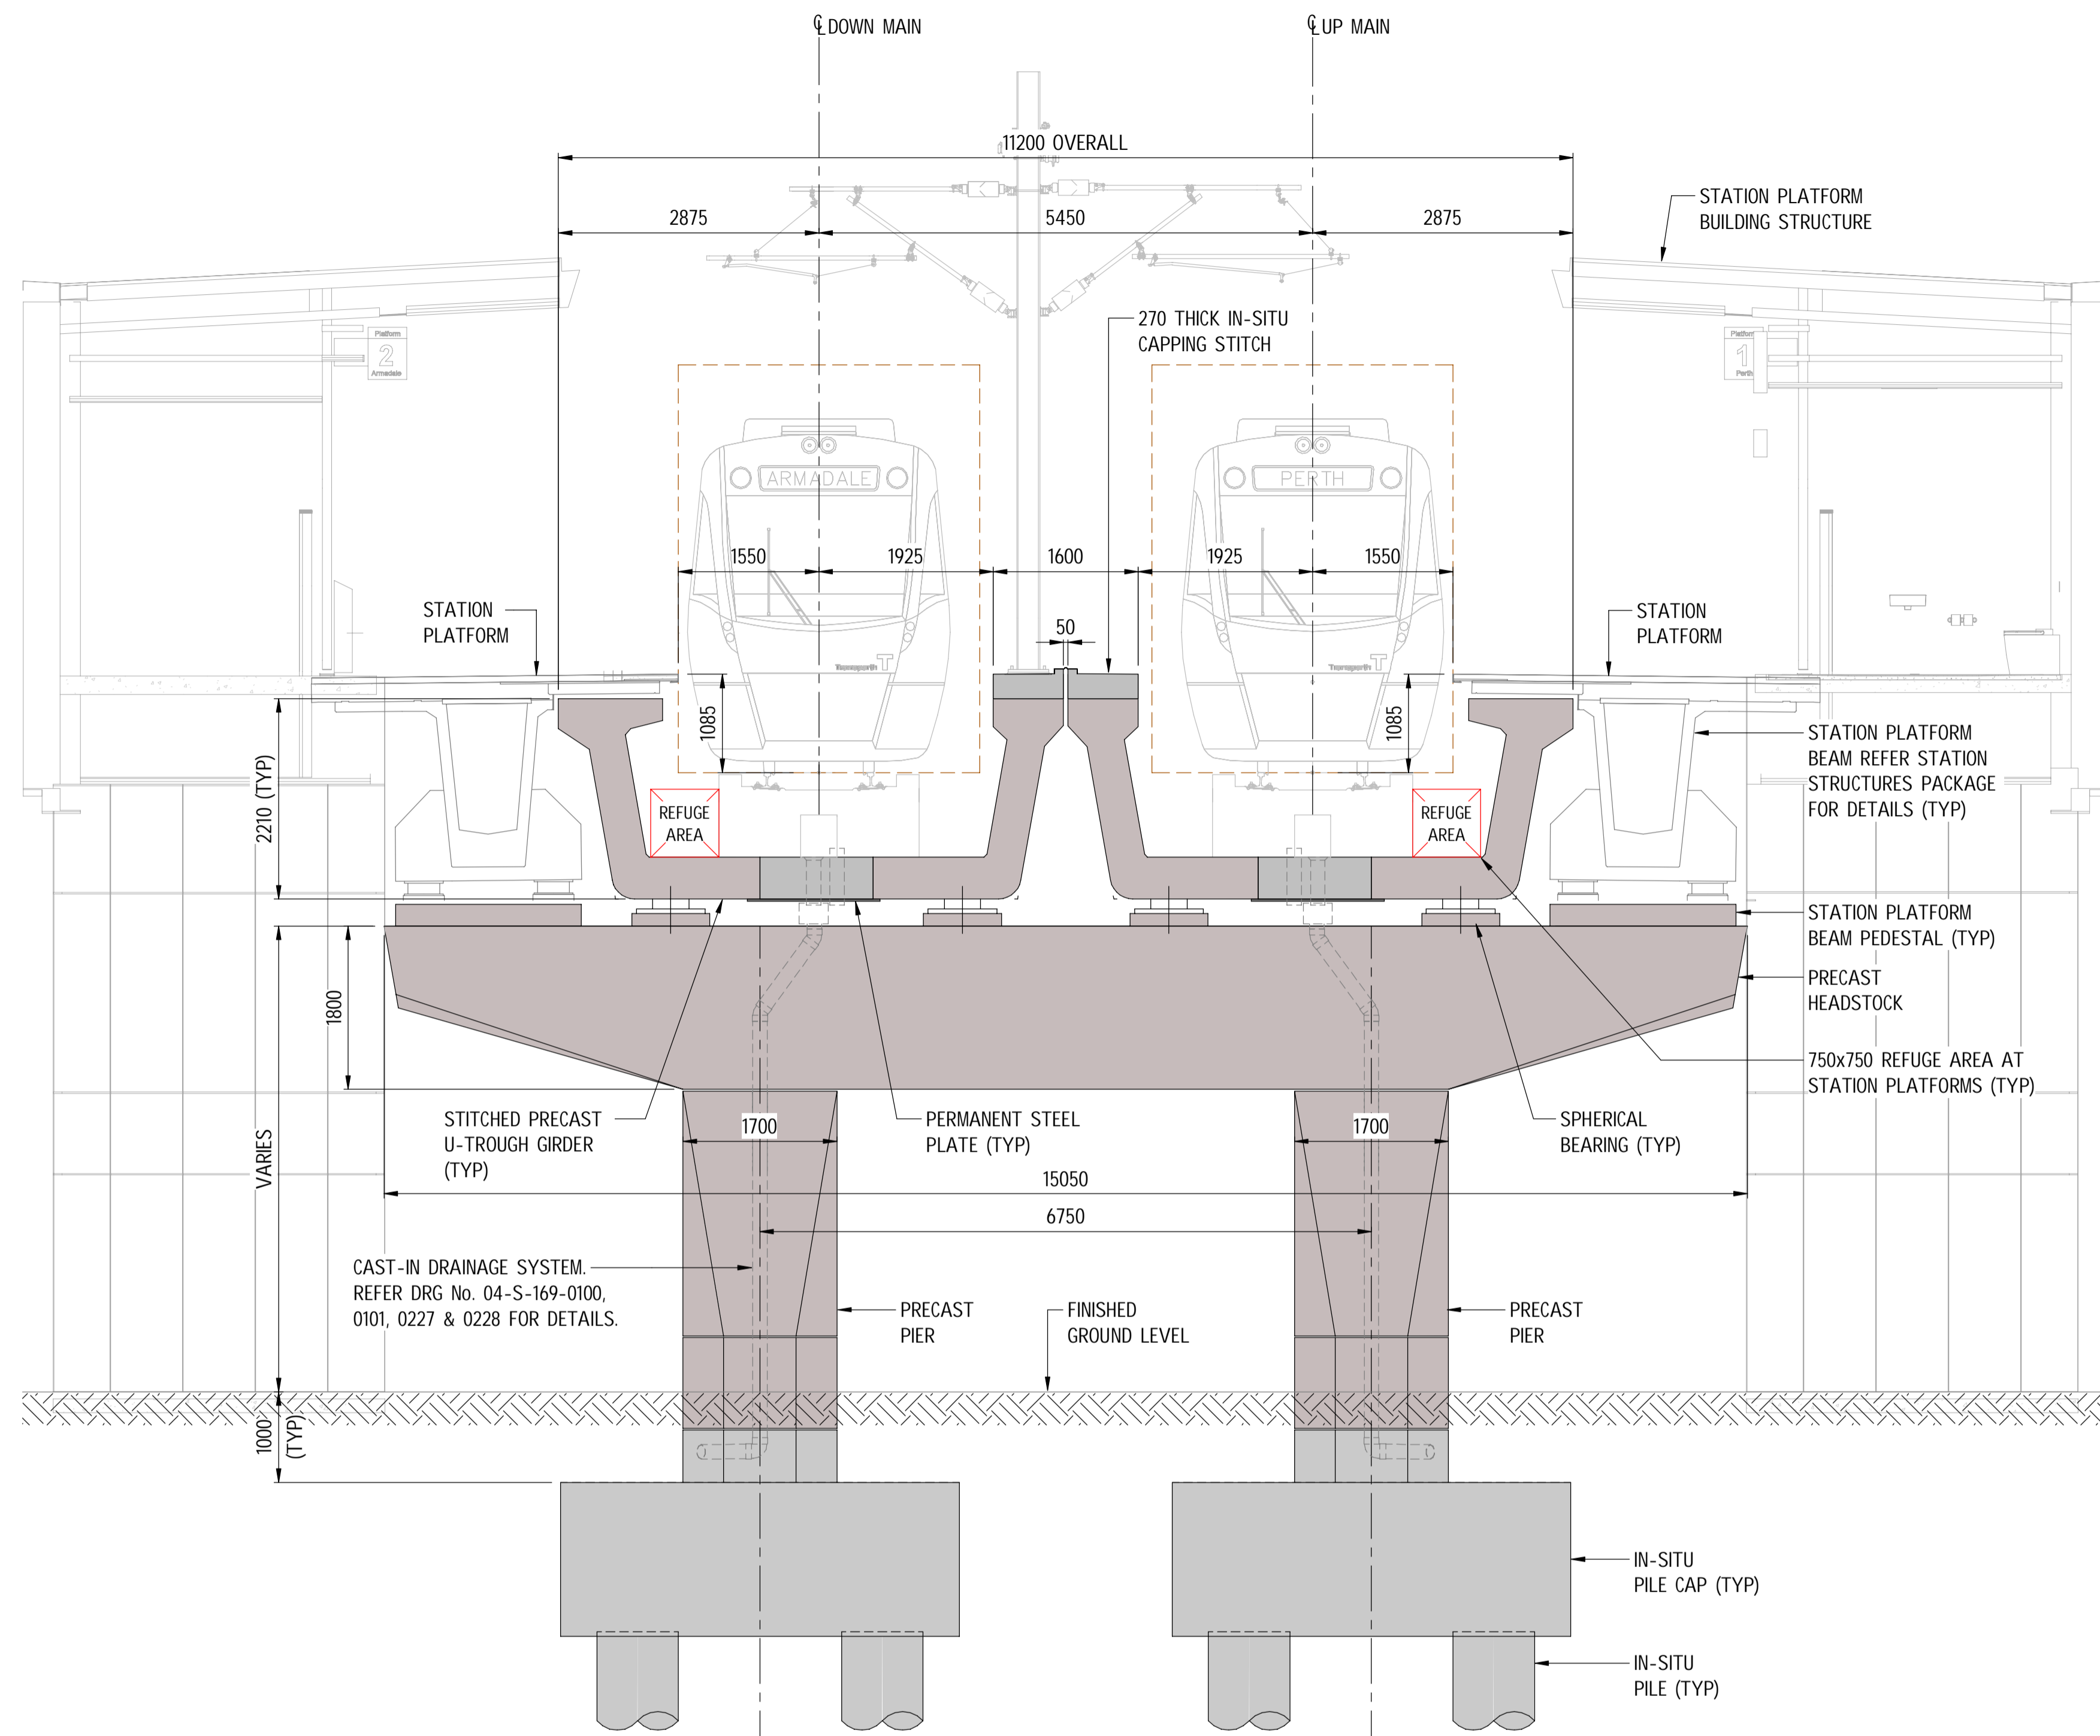 ℄ DOWN MAIN
℄ UP MAIN
11200 OVERALL
2875
5450
2875
STATION PLATFORM
BUILDING STRUCTURE
270 THICK IN-SITU
CAPPING STITCH
Platform
2
Armadale
Platform
1
Perth
ARMADALE
PERTH
1550
1925
1600
1925
1550
STATION
PLATFORM
50
STATION
PLATFORM
Transperth
Transperth
1085
1085
2210 (TYP)
REFUGE
AREA
REFUGE
AREA
STATION PLATFORM
BEAM REFER STATION
STRUCTURES PACKAGE
FOR DETAILS (TYP)
STATION PLATFORM
BEAM PEDESTAL (TYP)
PRECAST
HEADSTOCK
1800
750x750 REFUGE AREA AT
STATION PLATFORMS (TYP)
STITCHED PRECAST
U-TROUGH GIRDER
(TYP)
1700
PERMANENT STEEL
PLATE (TYP)
1700
SPHERICAL
BEARING (TYP)
VARIES
15050
6750
CAST-IN DRAINAGE SYSTEM.
REFER DRG No. 04-S-169-0100,
0101, 0227 & 0228 FOR DETAILS.
PRECAST
PIER
FINISHED
GROUND LEVEL
PRECAST
PIER
1000
(TYP)
IN-SITU
PILE CAP (TYP)
IN-SITU
PILE (TYP)